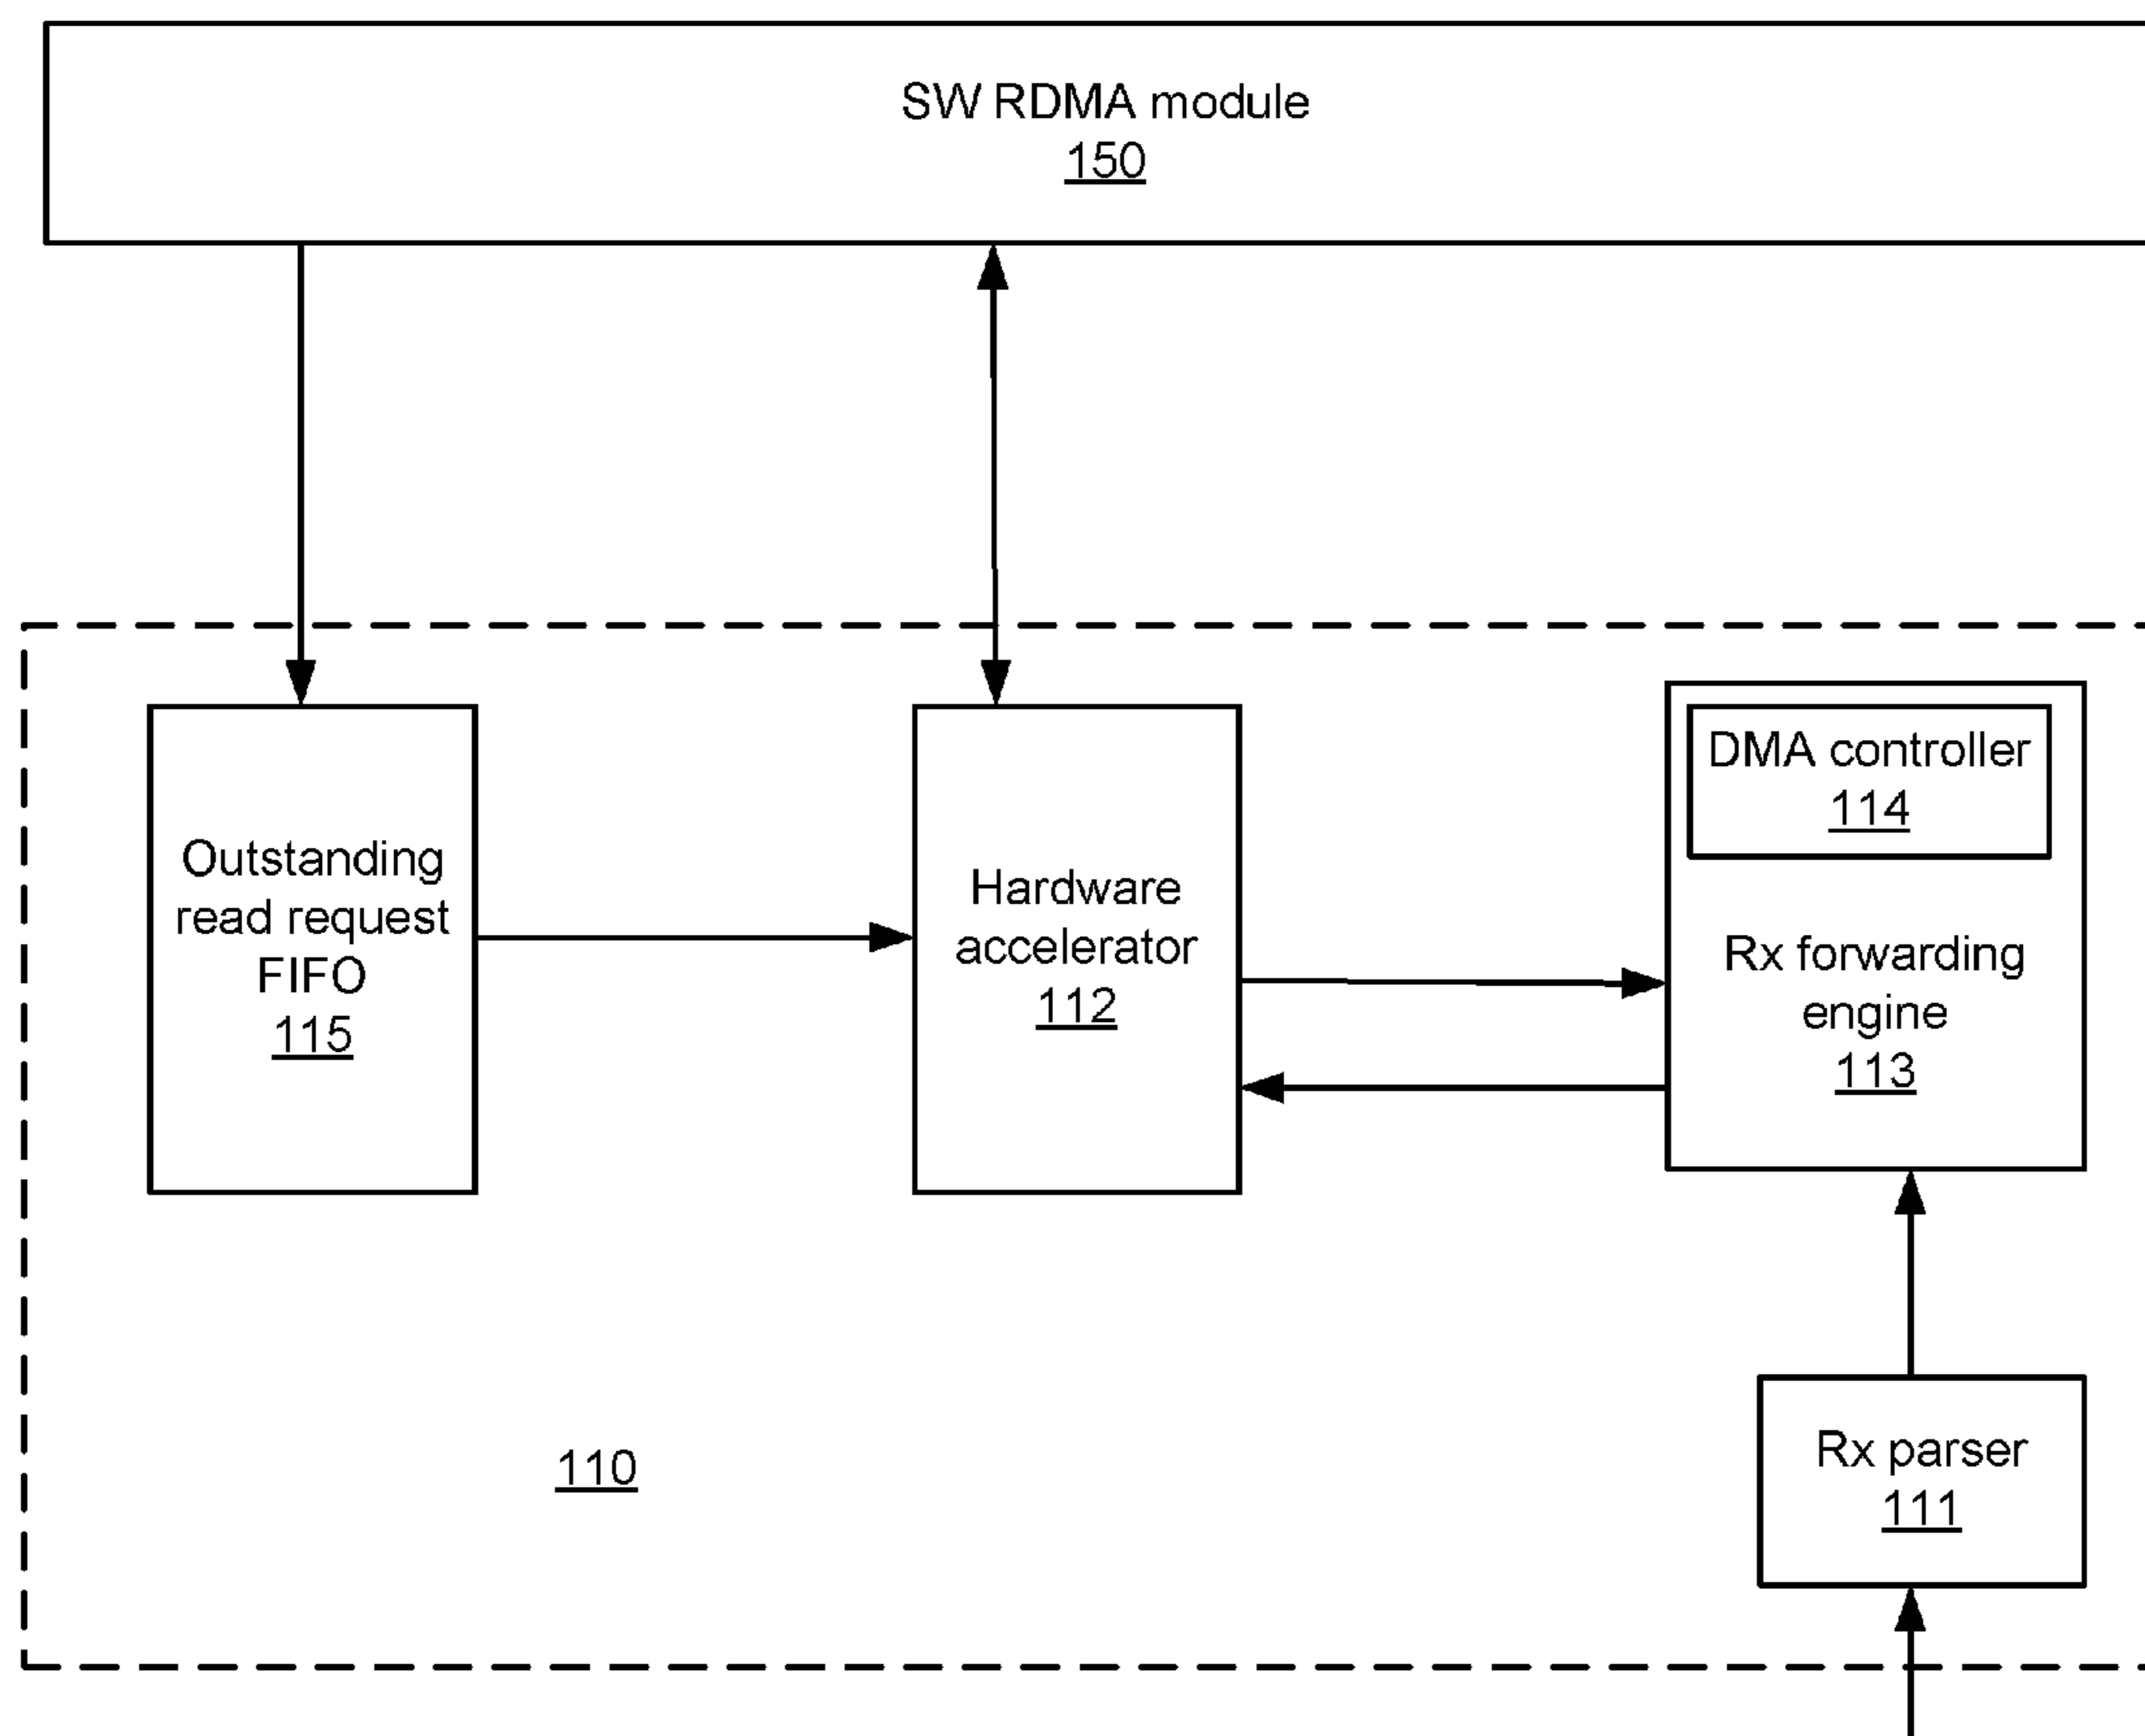 SW RDMA module
150
Outstanding
read request
FIFO
115
Hardware
accelerator
112
DMA controller
114
Rx forwarding
engine
113
110
Rx parser
111